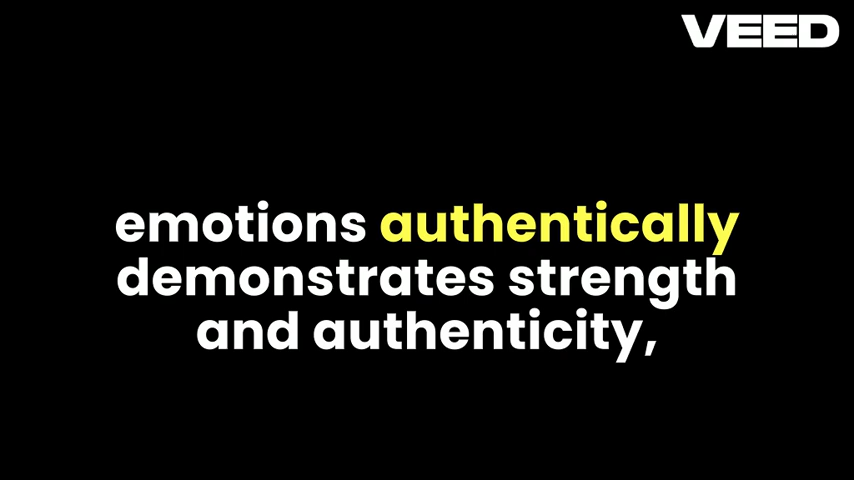 VEED
emotions authentically
demonstrates strength
and authenticity,